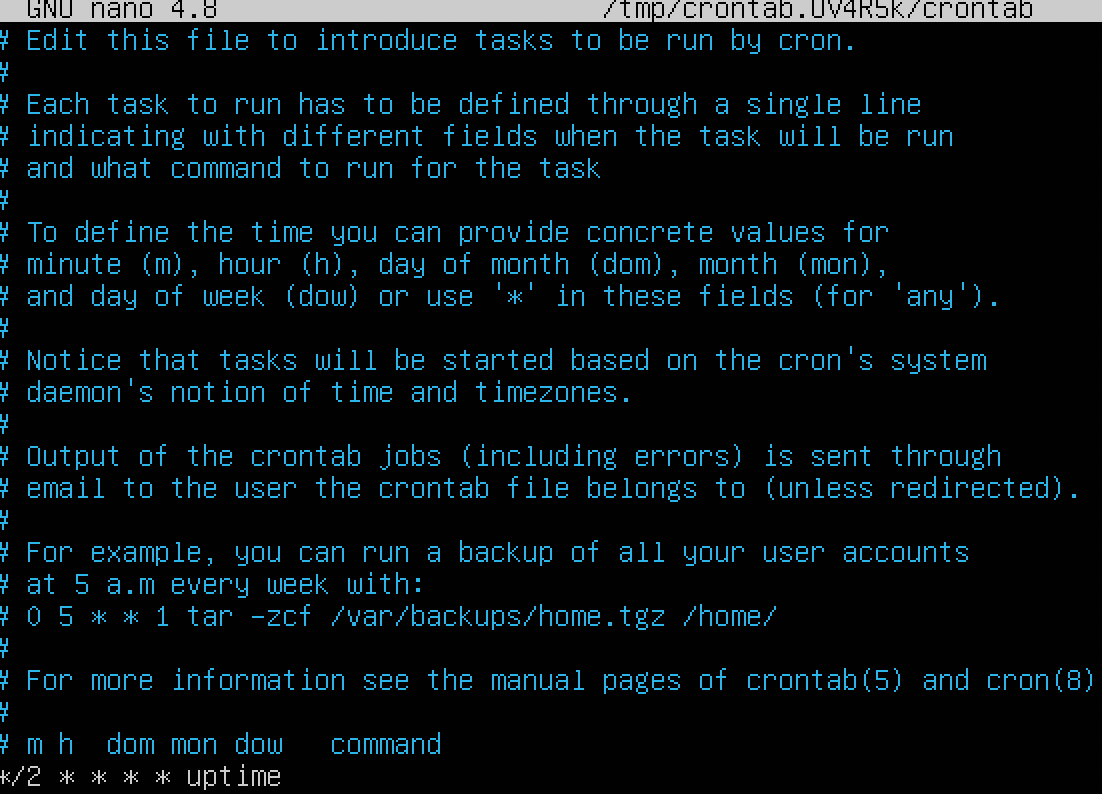 GNU nano 4.8 /tmp/crontab.UV4R5k/crontab
# Edit this file to introduce tasks to be run by cron.
#
# Each task to run has to be defined through a single line
# indicating with different fields when the task will be run
# and what command to run for the task
#
# To define the time you can provide concrete values for
# minute (m), hour (h), day of month (dom), month (mon),
# and day of week (dow) or use '*' in these fields (for 'any').
#
# Notice that tasks will be started based on the cron's system
# daemon's notion of time and timezones.
#
# Output of the crontab jobs (including errors) is sent through
# email to the user the crontab file belongs to (unless redirected).
#
# For example, you can run a backup of all your user accounts
# at 5 a.m every week with:
# 0 5 * * 1 tar -zcf /var/backups/home.tgz /home/
#
# For more information see the manual pages of crontab(5) and cron(8)
#
# m h  dom mon dow   command
*/2 * * * * uptime